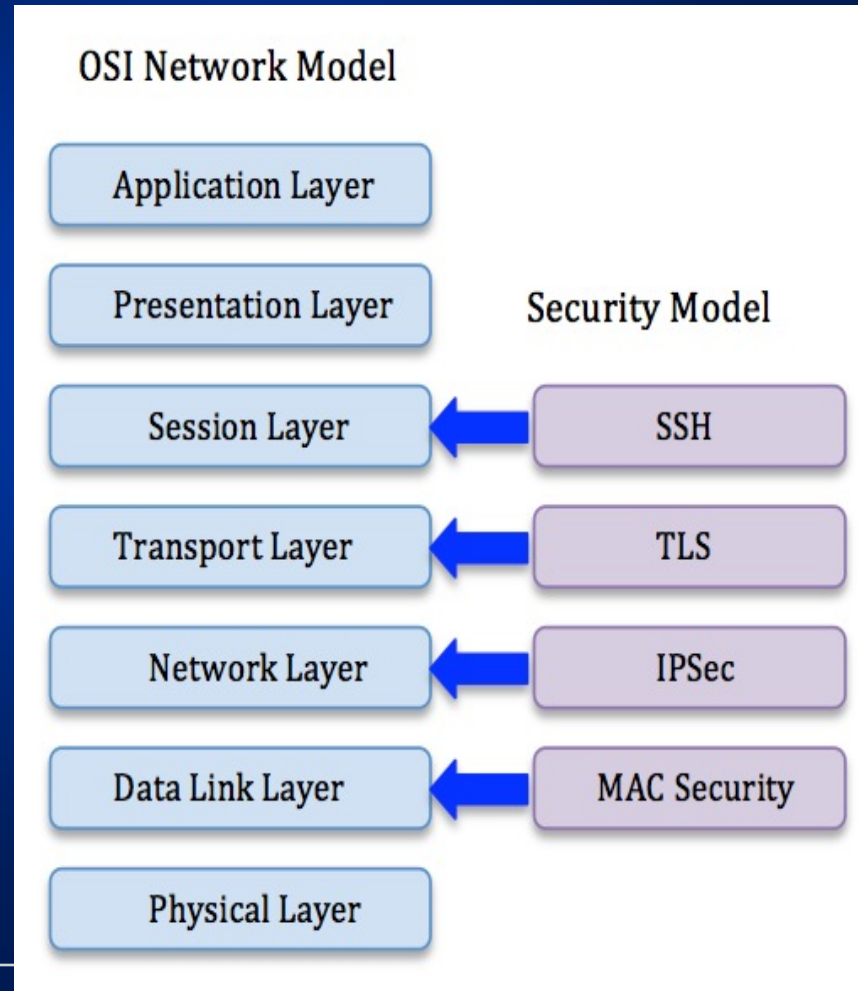 OSI Network Model
Application Layer
Presentation Layer
Security Model
Session Layer
SSH
Transport Layer
TLS
Network Layer
IPSec
Data Link Layer
MAC Security
Physical Layer